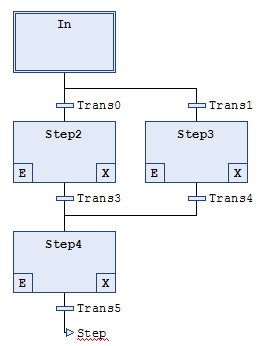 In
Trans0 Trans1
Step2 Step3
E X E X
Trans3 Trans4
Step4
E X
Trans5
Step